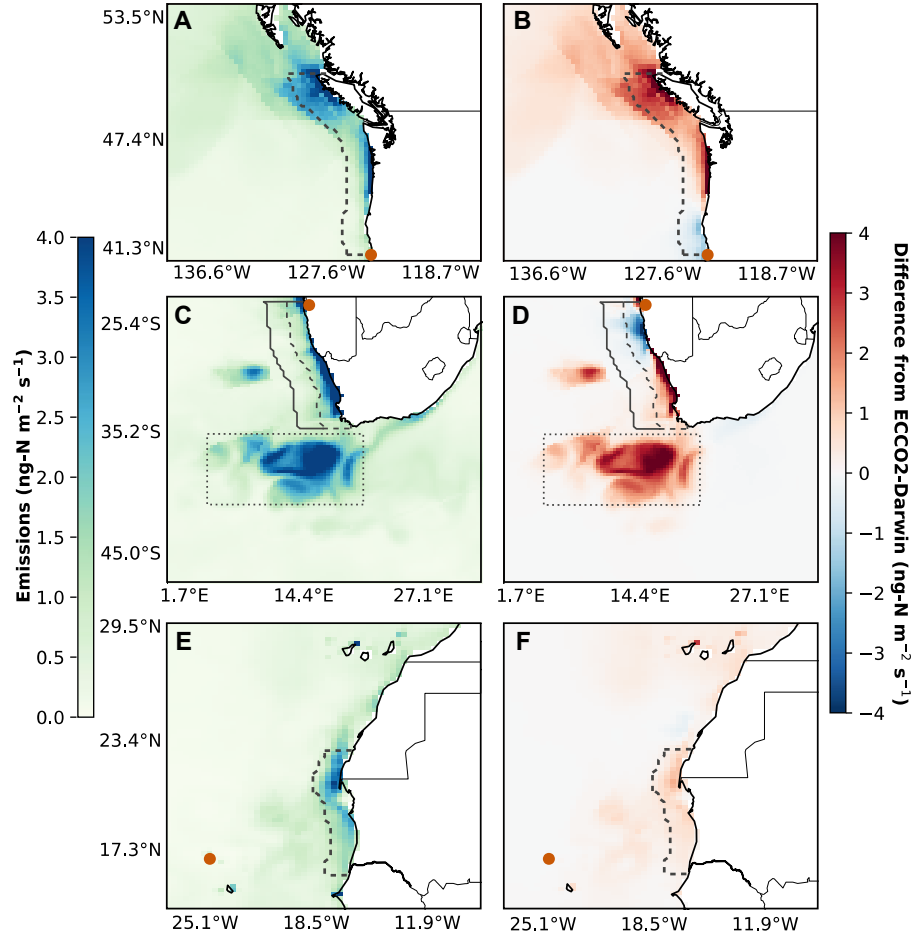 A
B
53.5°N
47.4°N
41.3°N
136.6°W 127.6°W 118.7°W
136.6°W 127.6°W 118.7°W
C
D
25.4°S
35.2°S
45.0°S
1.7°E 14.4°E 27.1°E
1.7°E 14.4°E 27.1°E
E
F
29.5°N
23.4°N
17.3°N
25.1°W 18.5°W 11.9°W
25.1°W 18.5°W 11.9°W
Emissions (ng-N m⁻² s⁻¹)
4.0
3.5
3.0
2.5
2.0
1.5
1.0
0.5
0.0
4
3
2
1
0
−1
−2
−3
−4
Difference from ECCO2-Darwin (ng-N m⁻² s⁻¹)